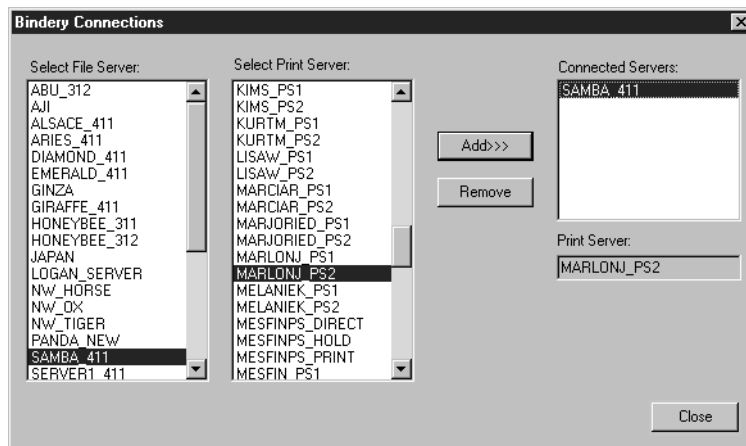 Bindery Connections
Select File Server:
ABU_312
AJI
ALSACE_411
ARIES_411
DIAMOND_411
EMERALD_411
GINZA
GIRAFFE_411
HONEYBEE_311
HONEYBEE_312
JAPAN
LOGAN_SERVER
NW_HORSE
NW_OX
NW_TIGER
PANDA_NEW
SAMBA_411
SERVER1_411
Select Print Server:
KIMS_PS1
KIMS_PS2
KURTM_PS1
KURTM_PS2
LISAW_PS1
LISAW_PS2
MARCIAR_PS1
MARCIAR_PS2
MARJORIED_PS1
MARJORIED_PS2
MARLONJ_PS1
MARLONJ_PS2
MELANIEK_PS1
MELANIEK_PS2
MESFINPS_DIRECT
MESFINPS_HOLD
MESFINPS_PRINT
MESFIN_PS1
Add>>>
Remove
Connected Servers:
SAMBA_411
Print Server:
MARLONJ_PS2
Close